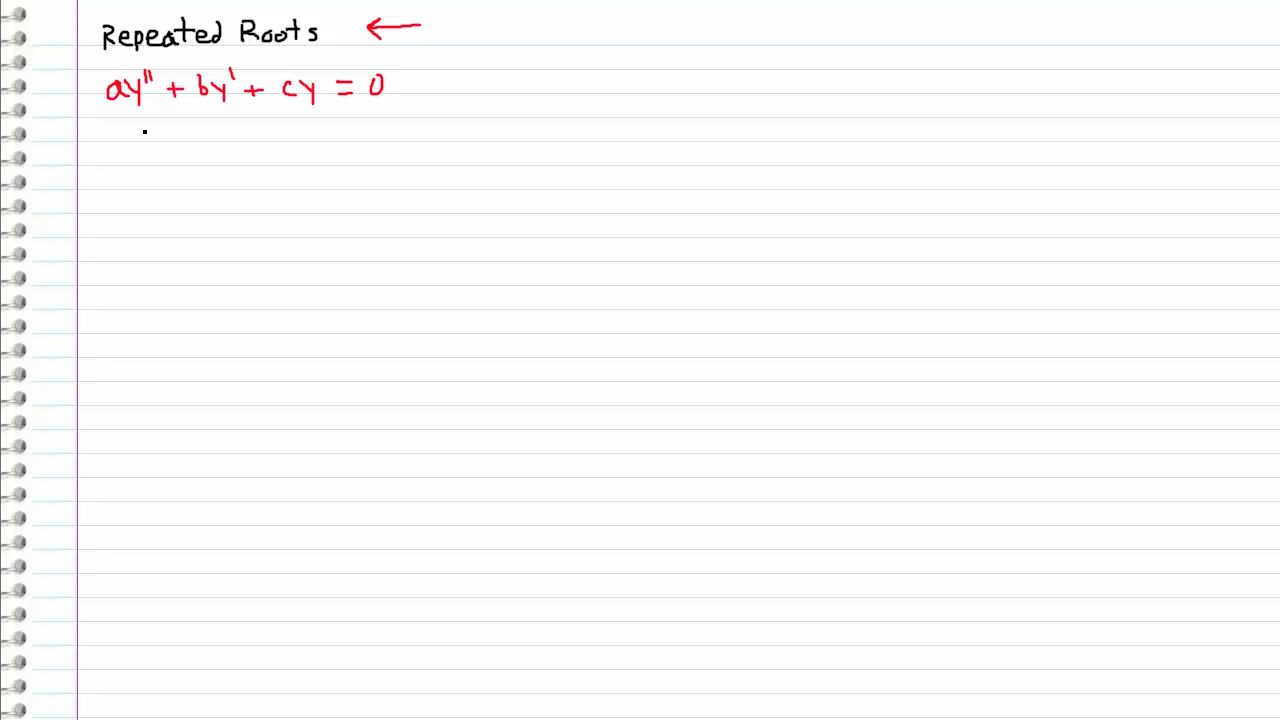 Repeated Roots ←
ay" + by' + cy = 0